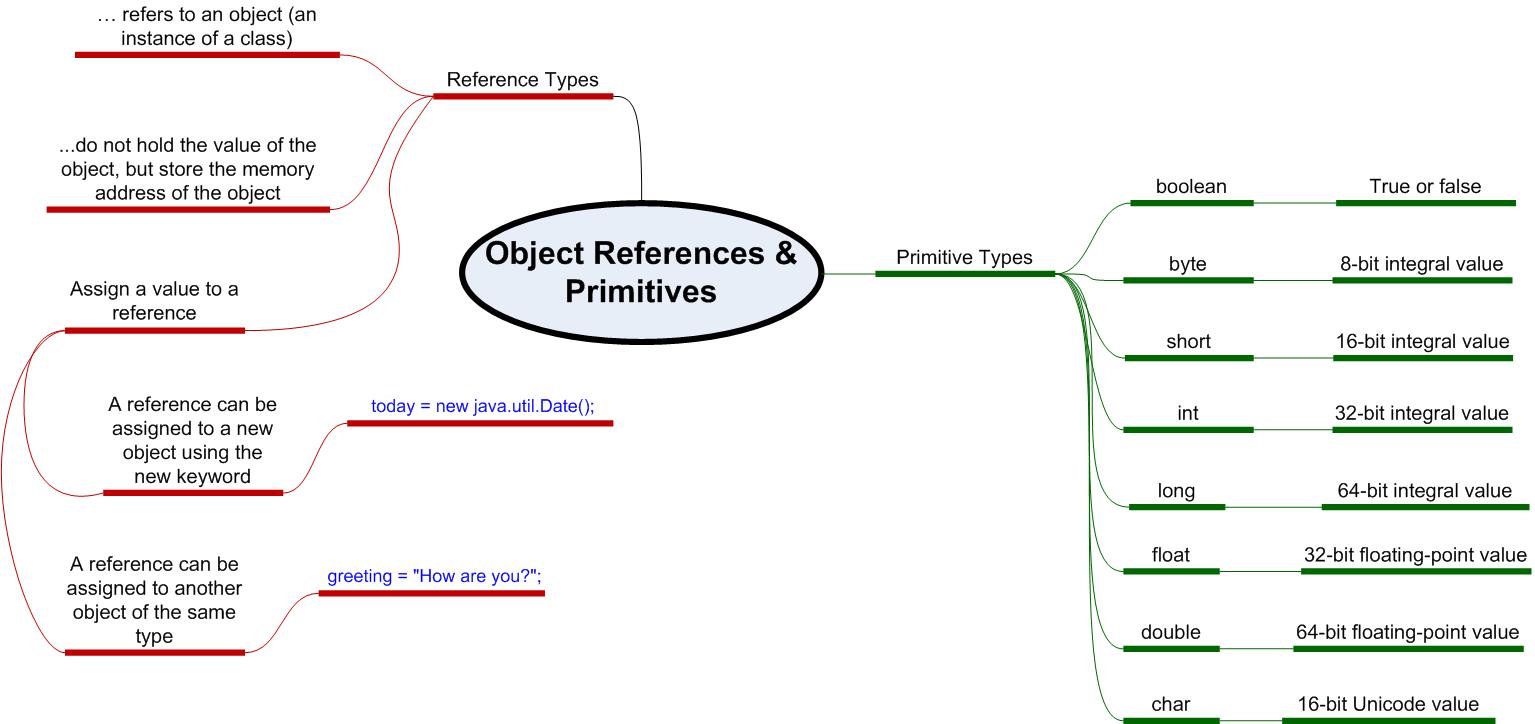 … refers to an object (an
instance of a class)
Reference Types
...do not hold the value of the
object, but store the memory
address of the object
Assign a value to a
reference
A reference can be
assigned to a new
object using the
new keyword
today = new java.util.Date();
A reference can be
assigned to another
object of the same
type
greeting = "How are you?";
Object References &
Primitives
Primitive Types
boolean
True or false
byte
8-bit integral value
short
16-bit integral value
int
32-bit integral value
long
64-bit integral value
float
32-bit floating-point value
double
64-bit floating-point value
char
16-bit Unicode value